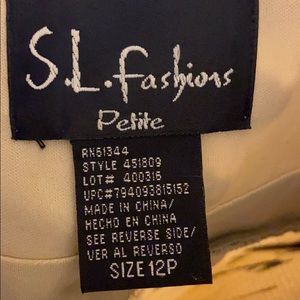 S.L. Fashions
Petite
RN61344
STYLE 451809
LOT# 400316
UPC#794093815152
MADE IN CHINA/
HECHO EN CHINA
SEE REVERSE SIDE/
VER AL REVERSO
SIZE 12P